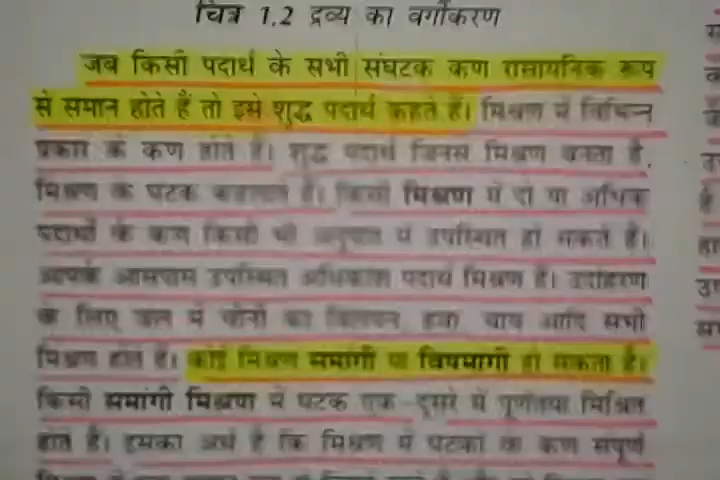 चित्र 1.2 द्रव्य का वर्गीकरण
जब किसी पदार्थ के सभी संघटक कण रासायनिक रूप
से समान होते हैं तो इसे शुद्ध पदार्थ कहते हैं। मिश्रण में विभिन्न
प्रकार के कण होते हैं। शुद्ध पदार्थ जिनसे मिश्रण बनता है,
मिश्रण के घटक कहलाते हैं। किसी मिश्रण में दो या अधिक
पदार्थों के कण किसी भी अनुपात में उपस्थित हो सकते हैं।
आपके आसपास उपस्थित अधिकांश पदार्थ मिश्रण हैं। उदाहरण
के लिए जल में चीनी का विलयन, हवा, चाय आदि सभी
मिश्रण होते हैं। कोई मिश्रण समांगी या विषमांगी हो सकता है।
किसी समांगी मिश्रण में घटक एक-दूसरे में पूर्णतया मिश्रित
होते हैं। इसका अर्थ है कि मिश्रण में घटकों के कण संपूर्ण